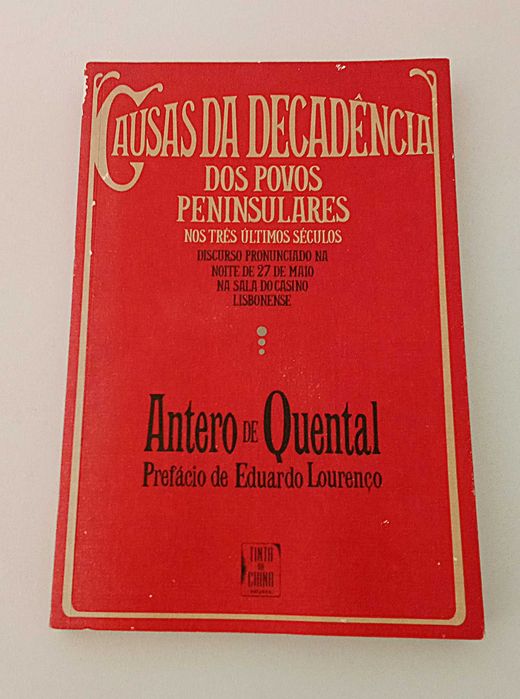 CAUSAS DA DECADÊNCIA
DOS POVOS
PENINSULARES
NOS TRÊS ÚLTIMOS SÉCULOS
DISCURSO PRONUNCIADO NA
NOITE DE 27 DE MAIO
NA SALA DO CASINO
LISBONENSE
Antero DE Quental
Prefácio de Eduardo Lourenço
TINTA
DA
CHINA